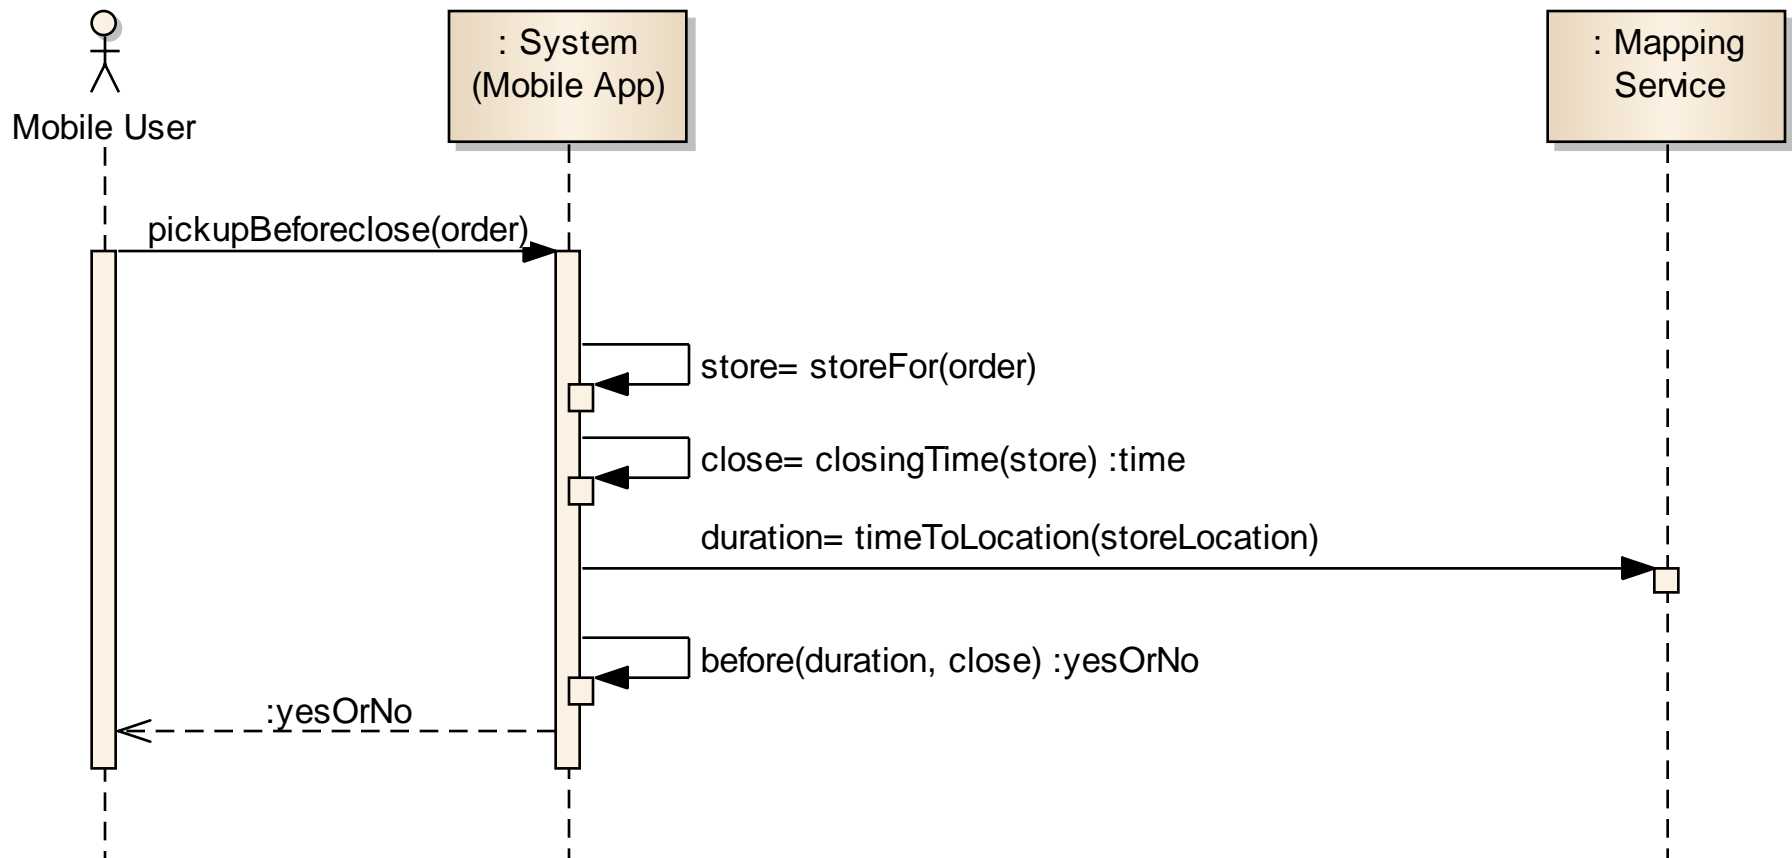 : System
(Mobile App)
: Mapping
Service
Mobile User
pickupBeforeclose(order)
store= storeFor(order)
close= closingTime(store) :time
duration= timeToLocation(storeLocation)
before(duration, close) :yesOrNo
:yesOrNo